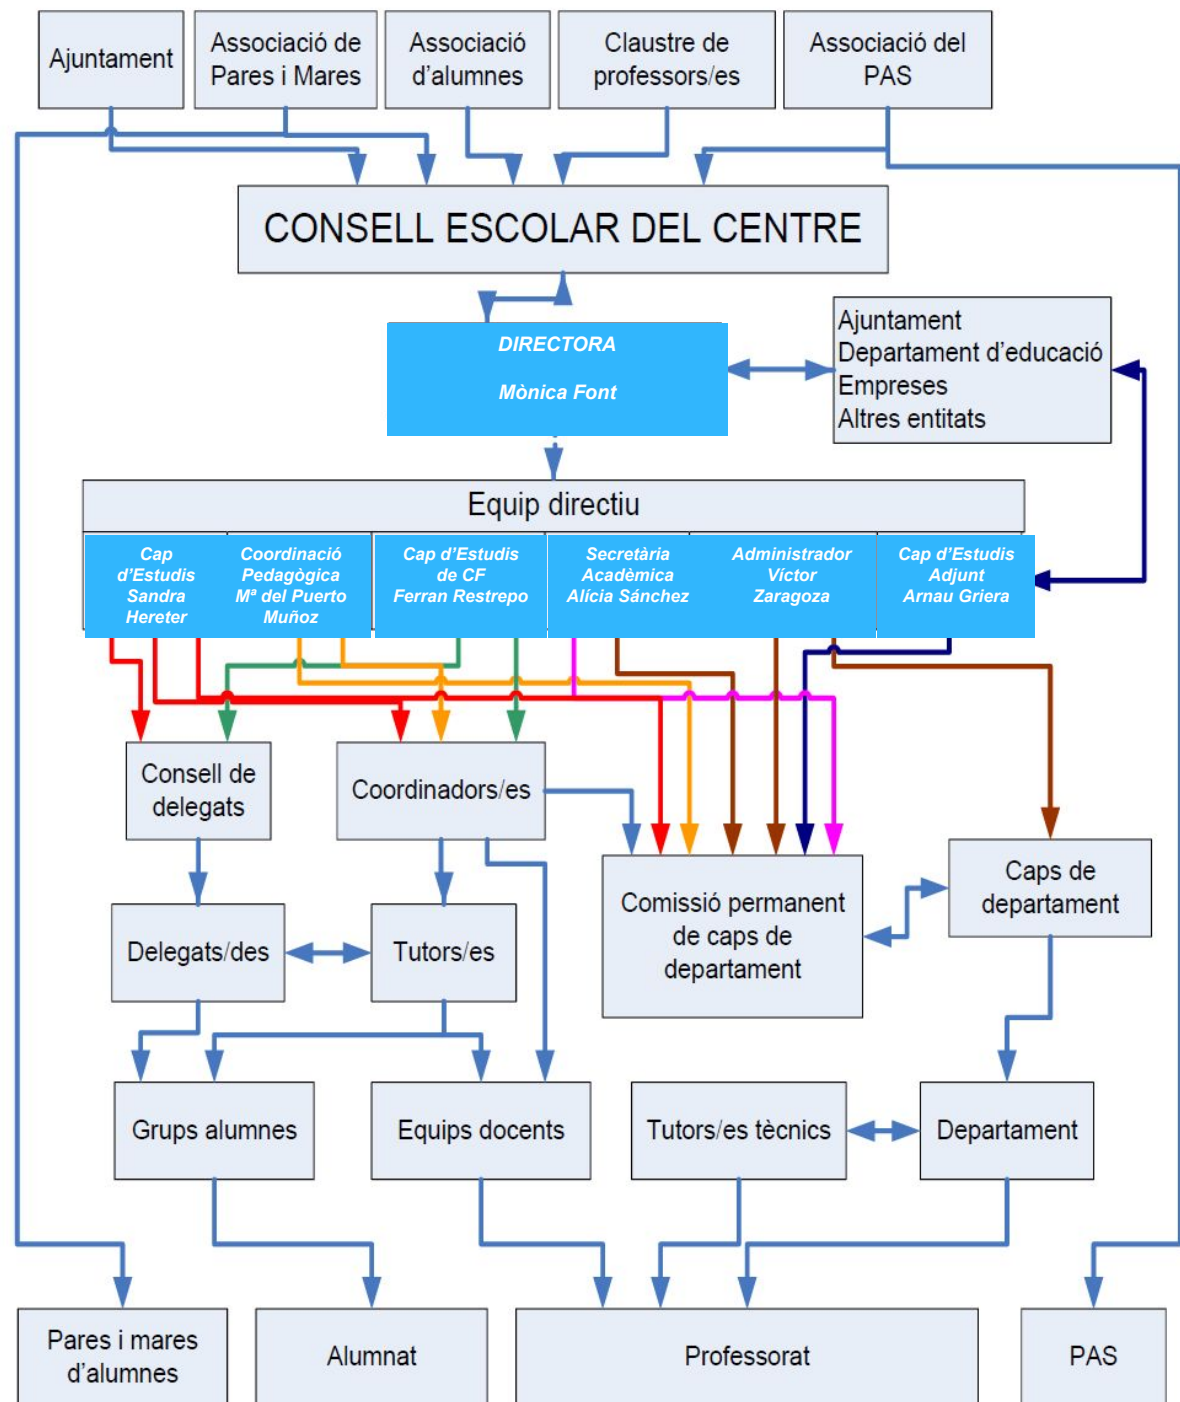 Ajuntament
Associació de
Pares i Mares
Associació
d'alumnes
Claustre de
professors/es
Associació del
PAS
CONSELL ESCOLAR DEL CENTRE
DIRECTORA
Mònica Font
Ajuntament
Departament d'educació
Empreses
Altres entitats
Equip directiu
Cap
d'Estudis
Sandra
Hereter
Coordinació
Pedagògica
Mª del Puerto
Muñoz
Cap d'Estudis
de CF
Ferran Restrepo
Secretària
Acadèmica
Alícia Sánchez
Administrador
Víctor
Zaragoza
Cap d'Estudis
Adjunt
Arnau Griera
Consell de
delegats
Coordinadors/es
Comissió permanent
de caps de
departament
Caps de
departament
Delegats/des
Tutors/es
Grups alumnes
Equips docents
Tutors/es tècnics
Departament
Pares i mares
d'alumnes
Alumnat
Professorat
PAS